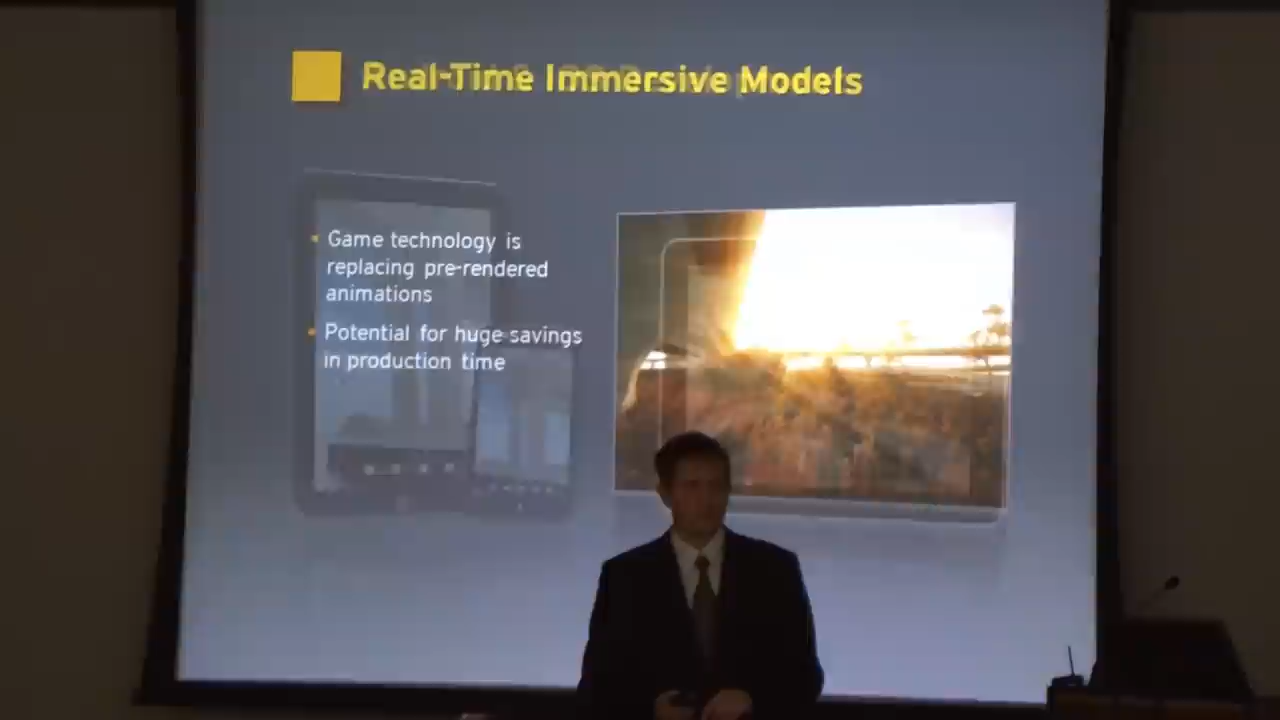 Real-Time Immersive Models
Game technology is
replacing pre-rendered
animations
Potential for huge savings
in production time